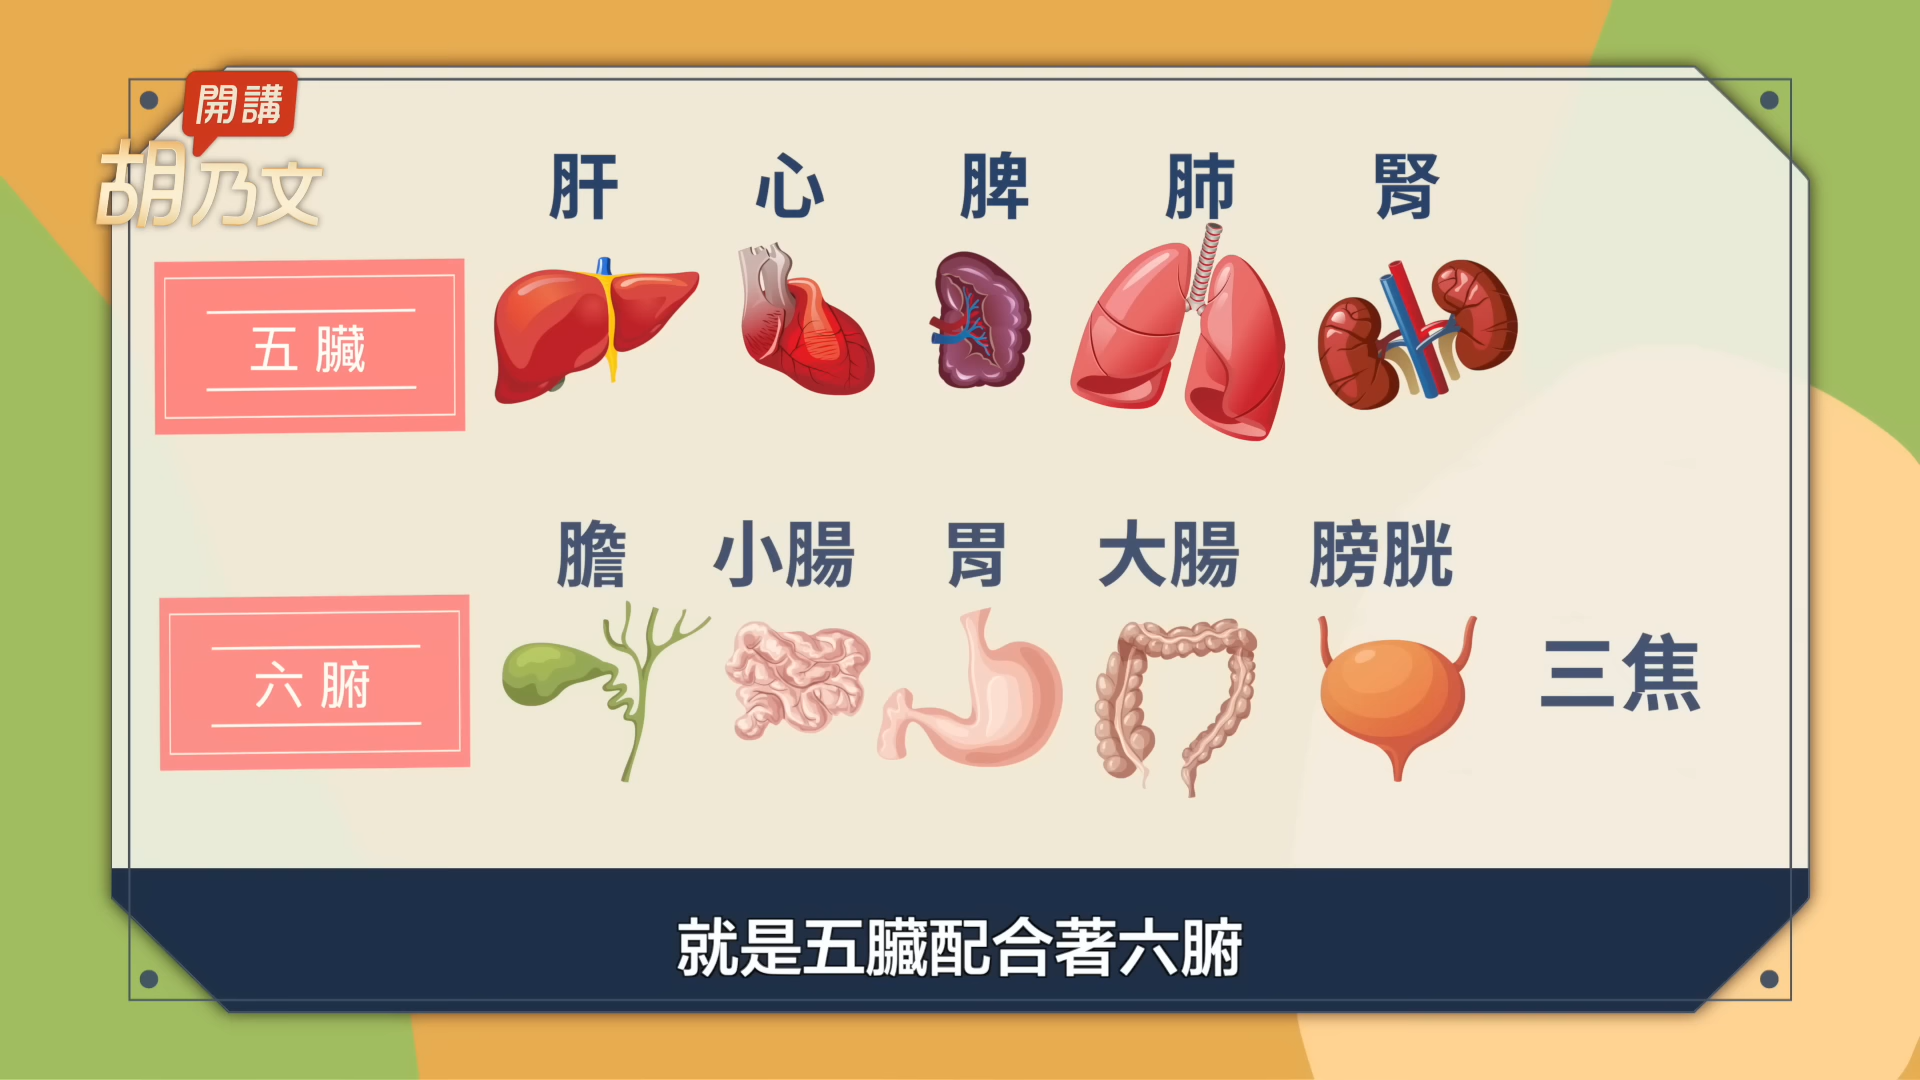 開講
胡乃文
肝 心 脾 肺 腎
五臟
膽 小腸 胃 大腸 膀胱
六腑
三焦
就是五臟配合著六腑